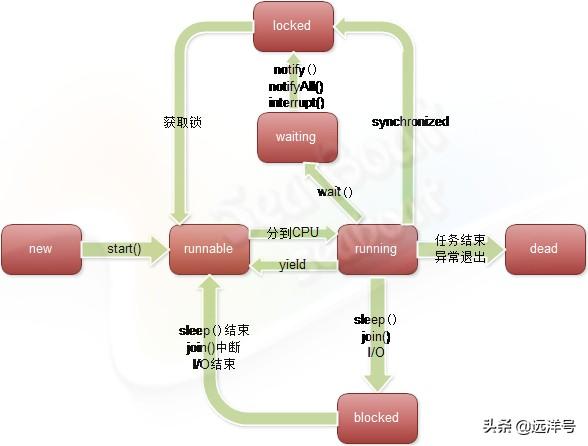 locked
notify()
notifyAll()
interrupt()
获取锁
synchronized
waiting
wait()
new
start()
runnable
分到CPU
yield
running
任务结束
异常退出
dead
sleep()结束
join()中断
I/O结束
sleep()
join()
I/O
blocked
头条 @远洋号